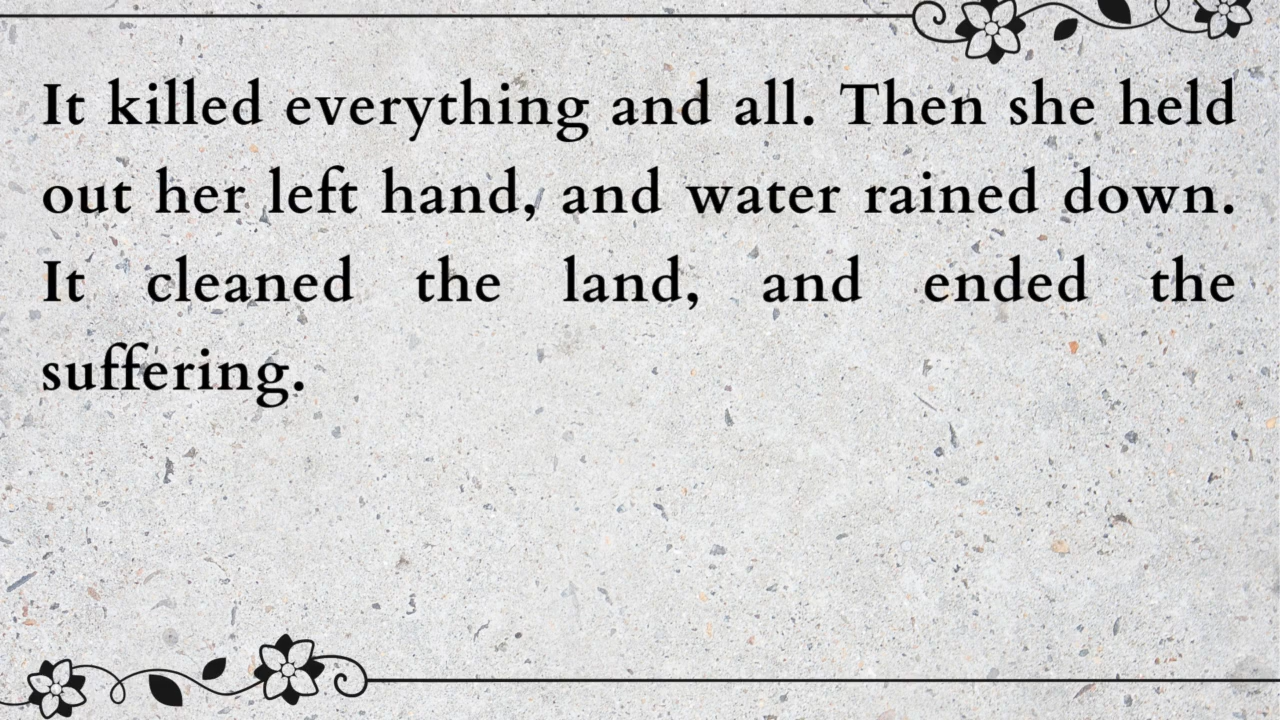 It killed everything and all. Then she held
out her left hand, and water rained down.
It cleaned the land, and ended the
suffering.